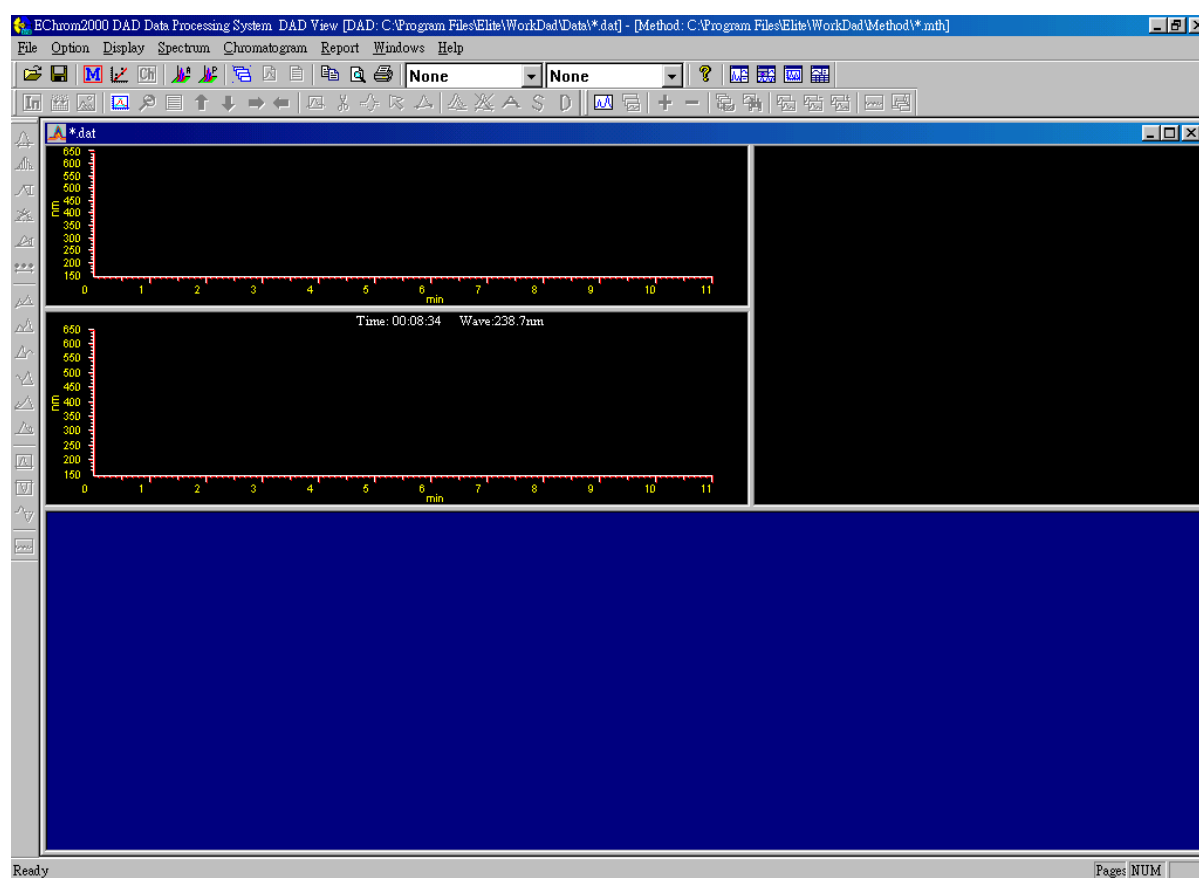 EChrom2000 DAD Data Processing System DAD View [DAD: C:\Program Files\Elite\WorkDad\Data\*.dat] - [Method: C:\Program Files\Elite\WorkDad\Method\*.mth]
File Option Display Spectrum Chromatogram Report Windows Help
M Ch None None ?
In A S D + -
*.dat
650
600
550
500
450
400
350
300
250
200
150
nm
0 1 2 3 4 5 6 7 8 9 10 11
min
Time: 00:08:34 Wave:238.7nm
650
600
550
500
450
400
350
300
250
200
150
nm
0 1 2 3 4 5 6 7 8 9 10 11
min
Ready Pages NUM